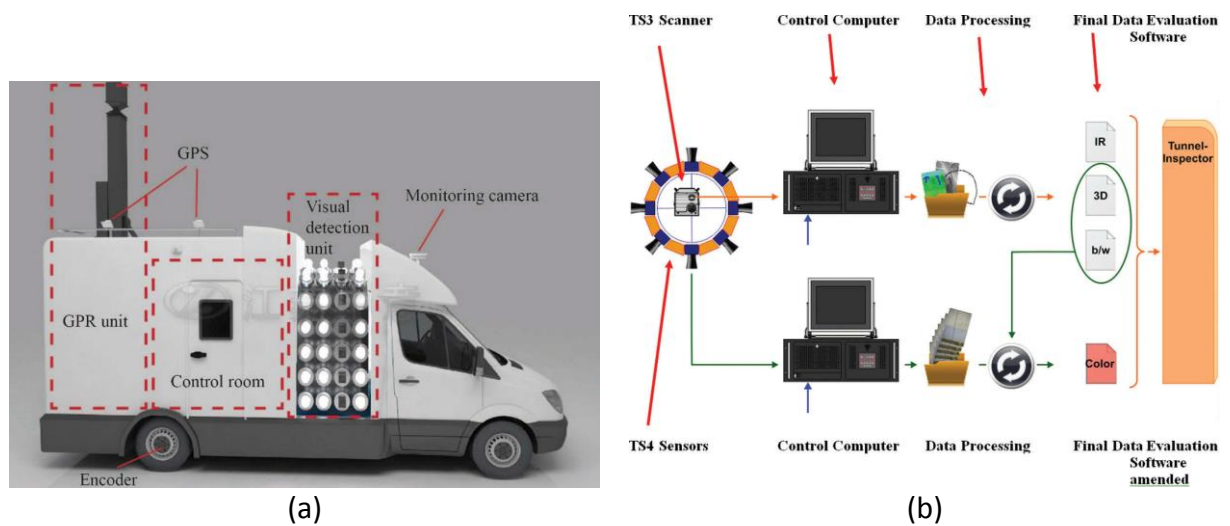 GPS
Monitoring camera
Visual
detection
unit
GPR unit
Control room
Encoder
(a)
TS3 Scanner
Control Computer
Data Processing
Final Data Evaluation
Software
IR
3D
b/w
Color
Tunnel-
Inspector
TS4 Sensors
Control Computer
Data Processing
Final Data Evaluation
Software
amended
(b)